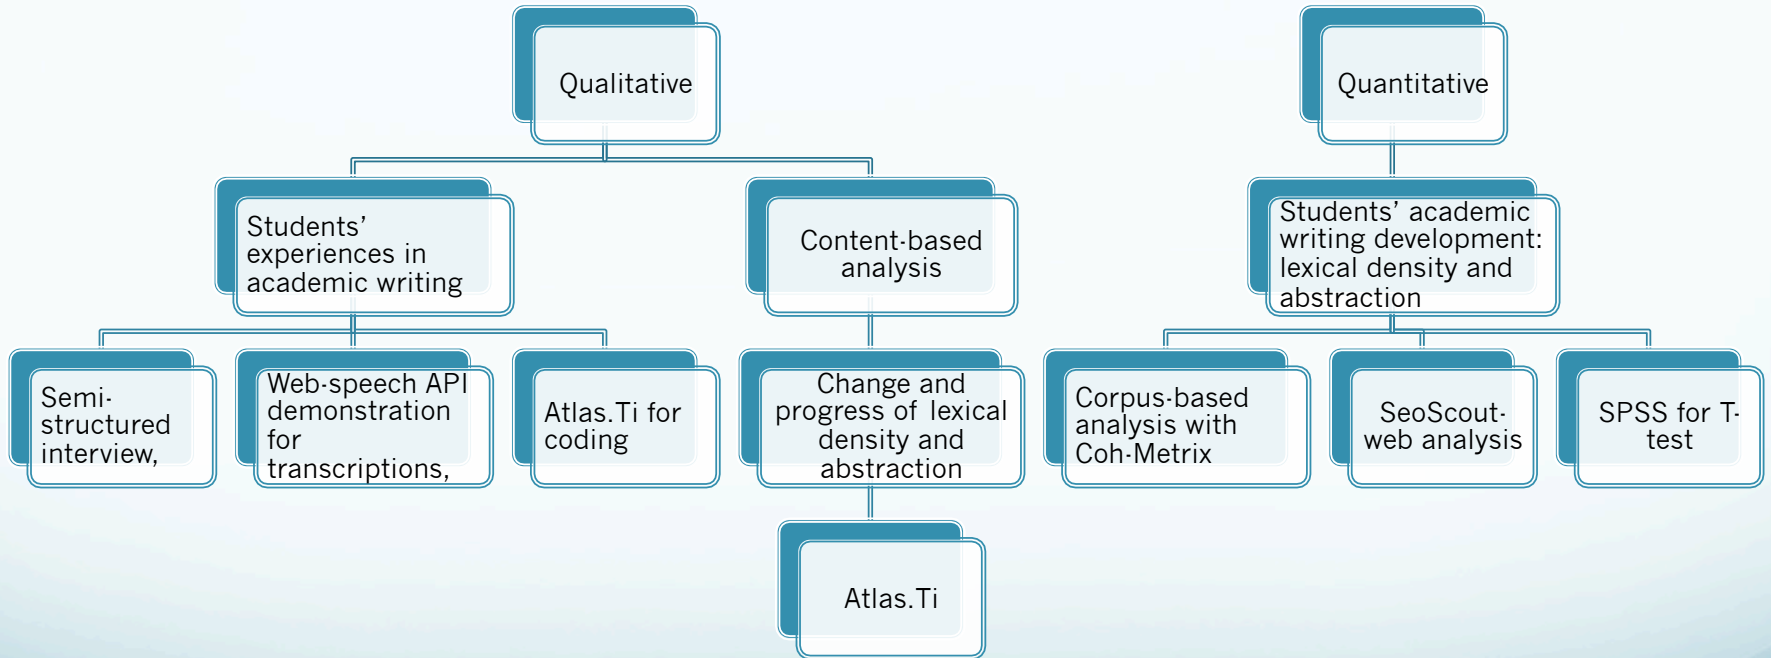 Qualitative
Quantitative
Students’
experiences in
academic writing
Content-based
analysis
Students’ academic
writing development:
lexical density and
abstraction
Semi-
structured
interview,
Web-speech API
demonstration
for
transcriptions,
Atlas.Ti for
coding
Change and
progress of lexical
density and
abstraction
Corpus-based
analysis with
Coh-Metrix
SeoScout-
web analysis
SPSS for T-
test
Atlas.Ti